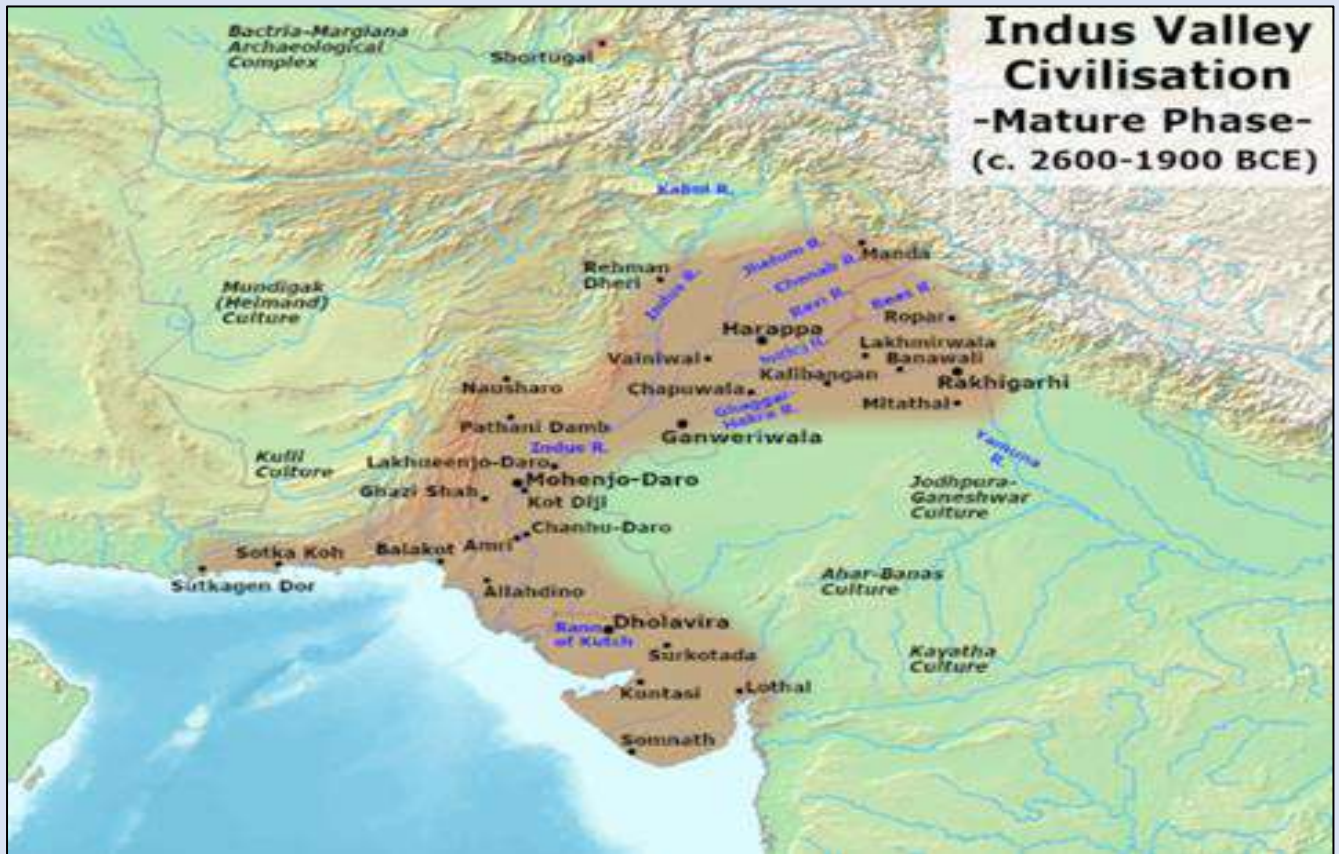 Indus Valley
Civilisation
-Mature Phase-
(c. 2600-1900 BCE)
Bactria-Margiana
Archaeological
Complex
Shortugai
Kabul R.
Mundigak
(Helmand)
Culture
Rehman
Dheri
Indus R.
Jhelum R.
Chenab R.
Ravi R.
Beas R.
Manda
Ropar
Harappa
Lakhmirwala
Banawali
Vainiwal
Kalibangan
Rakhigarhi
Nausharo
Chapuwala
Mitathal
Ghaggar-
Hakra R.
Pathani Damb
Ganweriwala
Indus R.
Yamuna
R.
Kulli
Culture
Lakhueenjo-Daro
Mohenjo-Daro
Ghazi Shah
Kot Diji
Jodhpura-
Ganeshwar
Culture
Chanhu-Daro
Amri
Sotka Koh
Balakot
Sutkagen Dor
Allahdino
Ahar-Banas
Culture
Dholavira
Rann
of Kutch
Surkotada
Kayatha
Culture
Kuntasi
Lothal
Somnath